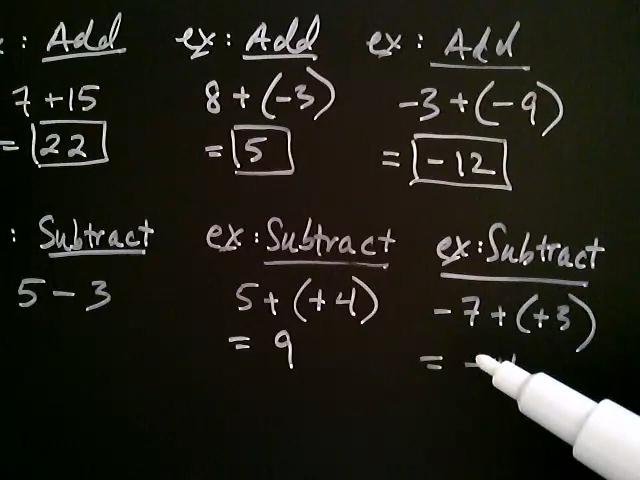 : Add
7 + 15
= 22
ex: Add
8 + (-3)
= 5
ex: Add
-3 + (-9)
= -12
: Subtract
5 - 3
ex: Subtract
5 + (+4)
= 9
ex: Subtract
-7 + (+3)
= -